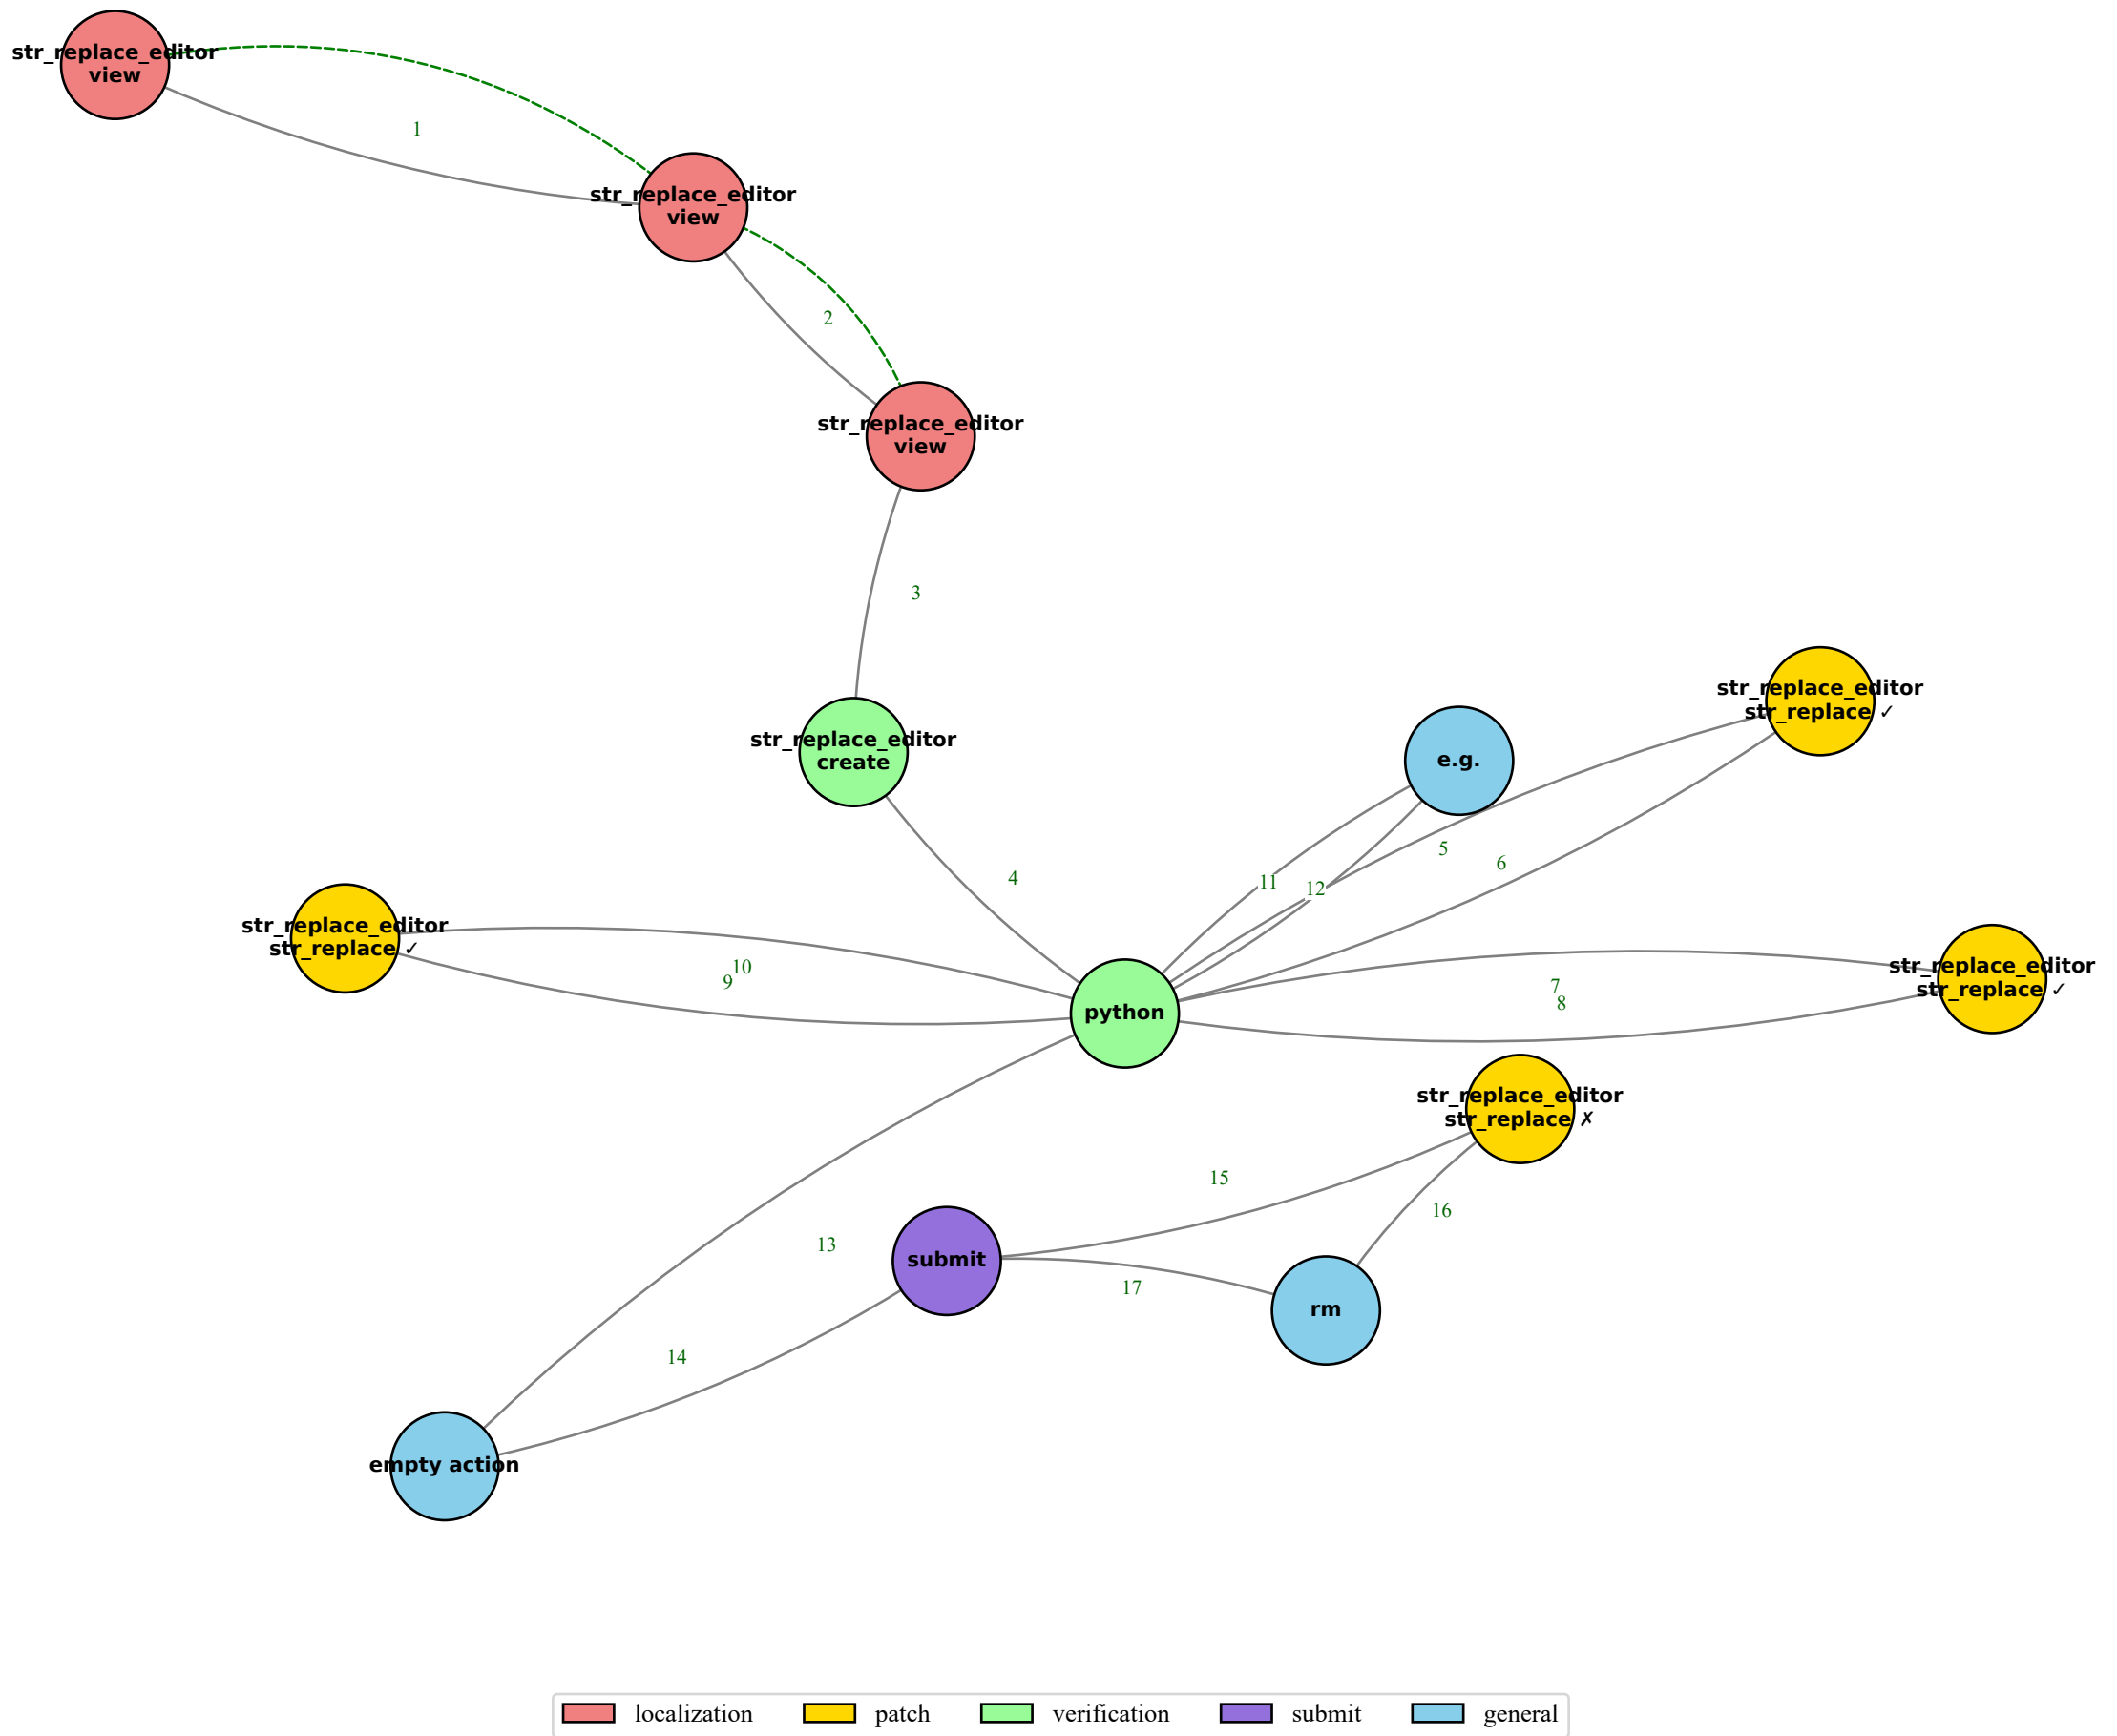 str_replace_editor
view
1
str_replace_editor
view
2
str_replace_editor
view
3
str_replace_editor
str_replace ✓
str_replace_editor
create
e.g.
5
6
4
11
12
str_replace_editor
str_replace ✓
10
9
str_replace_editor
str_replace ✓
7
8
python
str_replace_editor
str_replace ✗
15
16
13
submit
17
rm
14
empty action
localization
patch
verification
submit
general